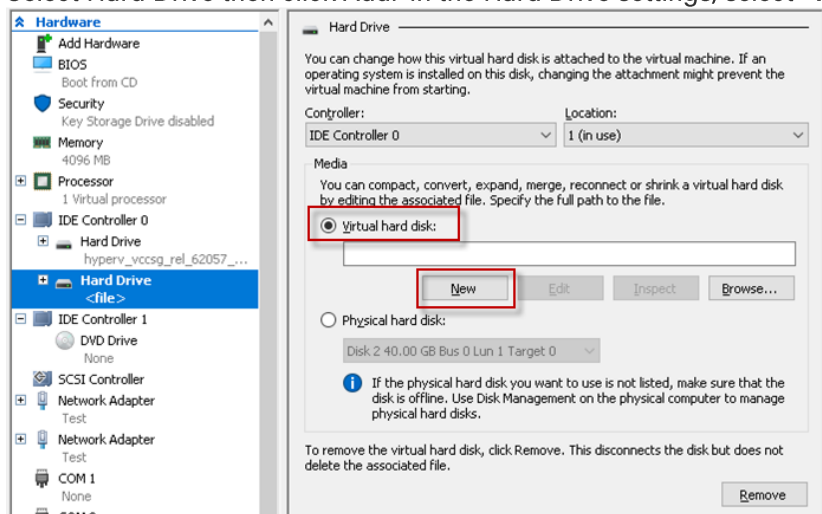 Hardware
Add Hardware
BIOS
Boot from CD
Security
Key Storage Drive disabled
Memory
4096 MB
Processor
1 Virtual processor
IDE Controller 0
Hard Drive
hyperv_vccsg_rel_62057_...
Hard Drive
<file>
IDE Controller 1
DVD Drive
None
SCSI Controller
Network Adapter
Test
Network Adapter
Test
COM 1
None
Hard Drive
You can change how this virtual hard disk is attached to the virtual machine. If an
operating system is installed on this disk, changing the attachment might prevent the
virtual machine from starting.
Controller:
Location:
IDE Controller 0
1 (in use)
Media
You can compact, convert, expand, merge, reconnect or shrink a virtual hard disk
by editing the associated file. Specify the full path to the file.
Virtual hard disk:
New
Edit
Inspect
Browse...
Physical hard disk:
Disk 2 40.00 GB Bus 0 Lun 1 Target 0
If the physical hard disk you want to use is not listed, make sure that the
disk is offline. Use Disk Management on the physical computer to manage
physical hard disks.
To remove the virtual hard disk, click Remove. This disconnects the disk but does not
delete the associated file.
Remove